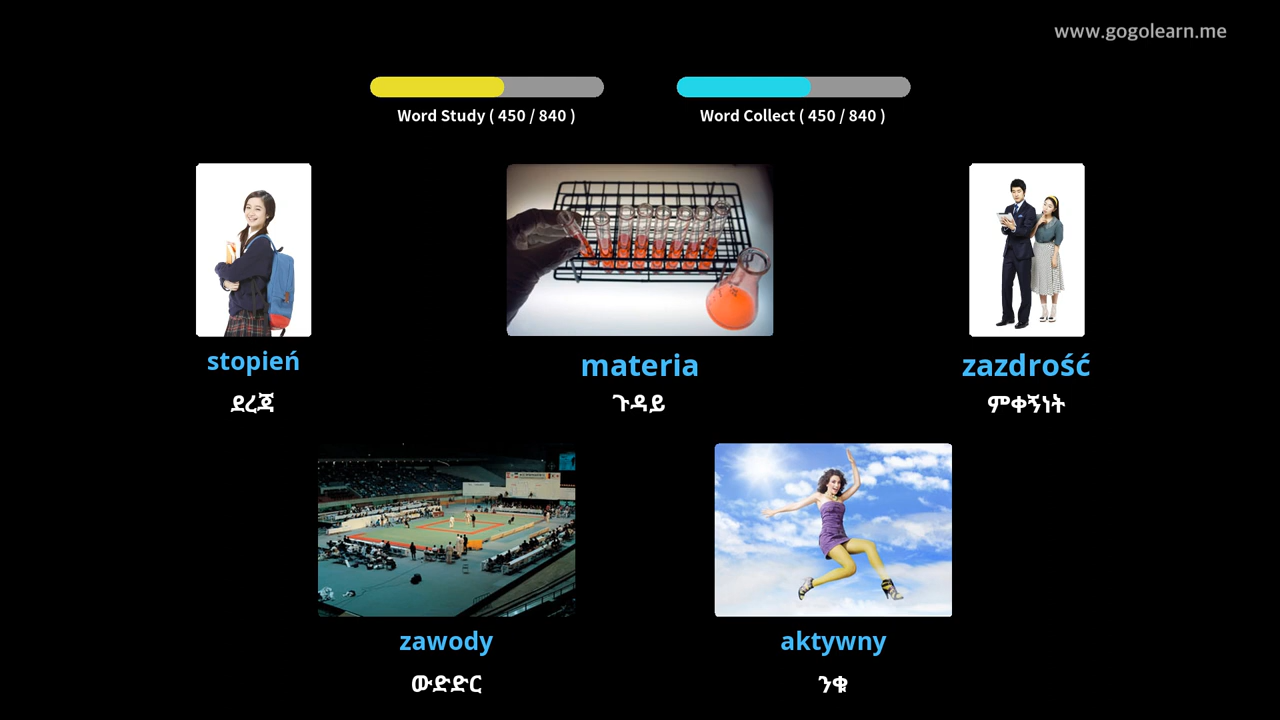 www.gogolearn.me
Word Study ( 450 / 840 )
Word Collect ( 450 / 840 )
stopień
materia
zazdrość
ደረጃ
ጉዳይ
ምቀኝነት
zawody
aktywny
ውድድር
ንቁ